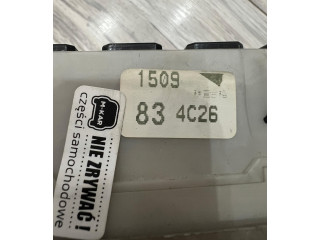 1509
83 4C26
M-KAR
NIE ZRYWAĆ !
części samochodowe